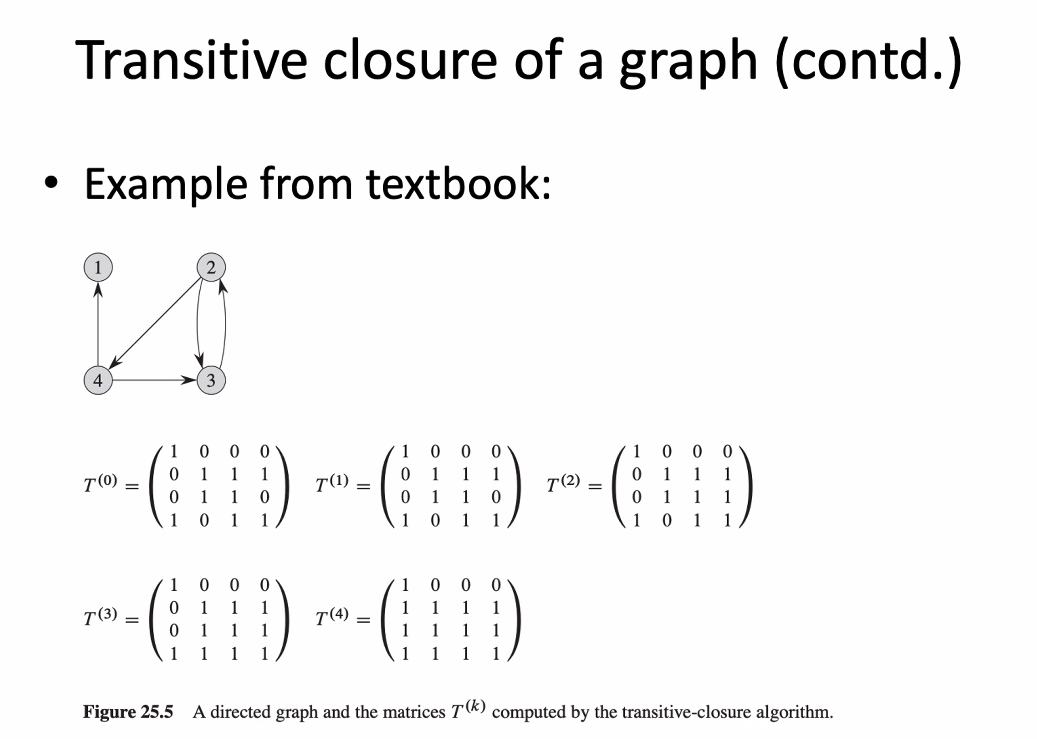 Transitive closure of a graph (contd.)
• Example from textbook:
1 2
4 3
T(0) = ( 1 0 0 0 T(1) = ( 1 0 0 0 T(2) = ( 1 0 0 0
0 1 1 1 0 1 1 1 0 1 1 1
0 1 1 0 0 1 1 0 0 1 1 1
1 0 1 1 ) 1 0 1 1 ) 1 0 1 1 )
T(3) = ( 1 0 0 0 T(4) = ( 1 0 0 0
0 1 1 1 1 1 1 1
0 1 1 1 1 1 1 1
1 1 1 1 ) 1 1 1 1 )
Figure 25.5 A directed graph and the matrices T(k) computed by the transitive-closure algorithm.